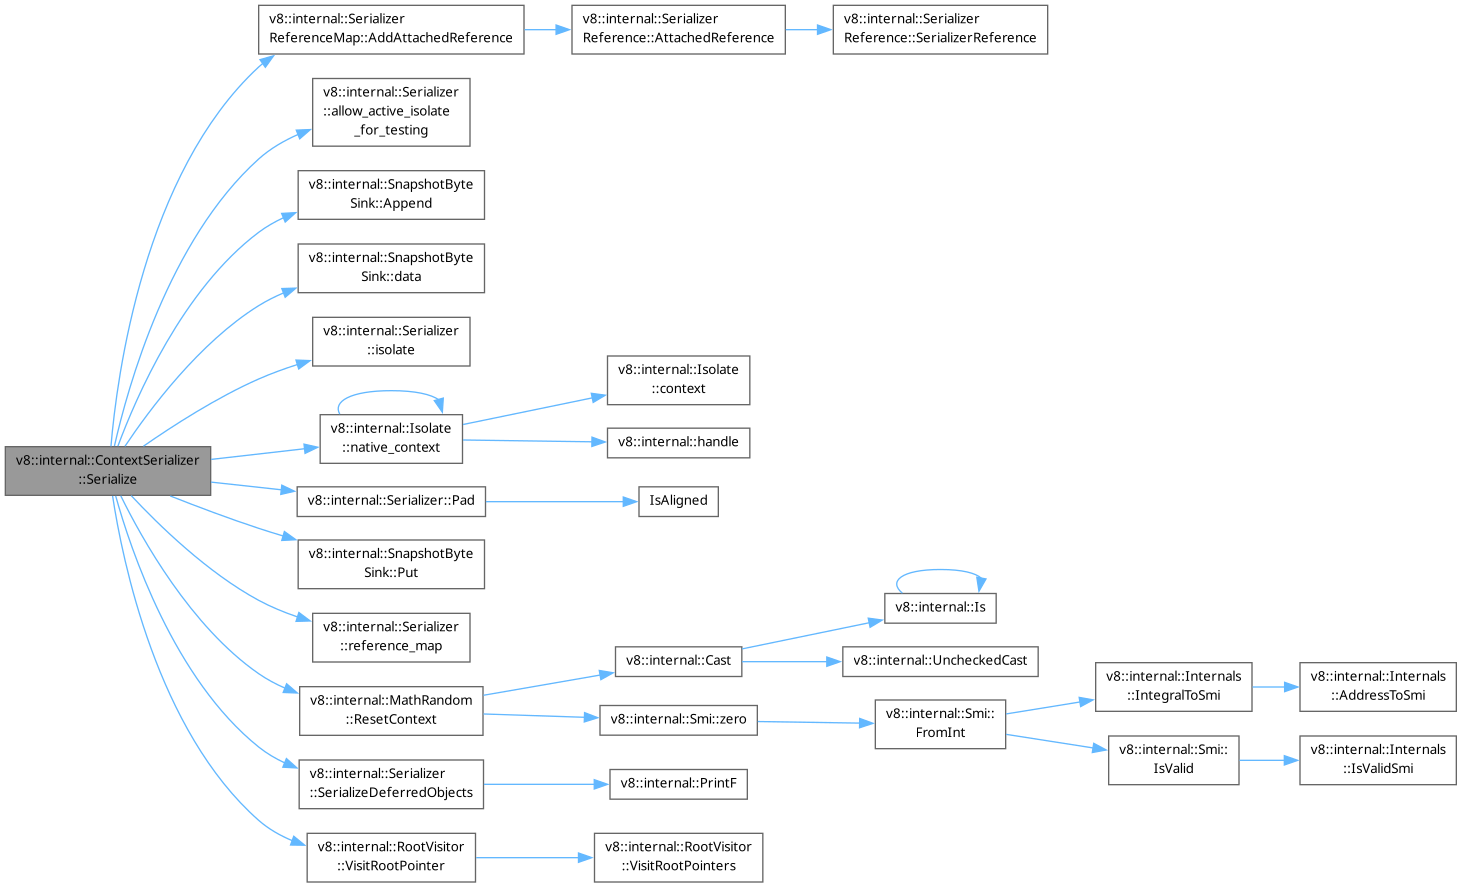 v8::internal::Serializer
ReferenceMap::AddAttachedReference
v8::internal::Serializer
Reference::AttachedReference
v8::internal::Serializer
Reference::SerializerReference
v8::internal::Serializer
::allow_active_isolate
_for_testing
v8::internal::SnapshotByte
Sink::Append
v8::internal::SnapshotByte
Sink::data
v8::internal::Serializer
::isolate
v8::internal::Isolate
::native_context
v8::internal::Isolate
::context
v8::internal::handle
v8::internal::ContextSerializer
::Serialize
v8::internal::Serializer::Pad
IsAligned
v8::internal::SnapshotByte
Sink::Put
v8::internal::Serializer
::reference_map
v8::internal::MathRandom
::ResetContext
v8::internal::Cast
v8::internal::Is
v8::internal::UncheckedCast
v8::internal::Smi::zero
v8::internal::Smi::
FromInt
v8::internal::Internals
::IntegralToSmi
v8::internal::Internals
::AddressToSmi
v8::internal::Smi::
IsValid
v8::internal::Internals
::IsValidSmi
v8::internal::Serializer
::SerializeDeferredObjects
v8::internal::PrintF
v8::internal::RootVisitor
::VisitRootPointer
v8::internal::RootVisitor
::VisitRootPointers